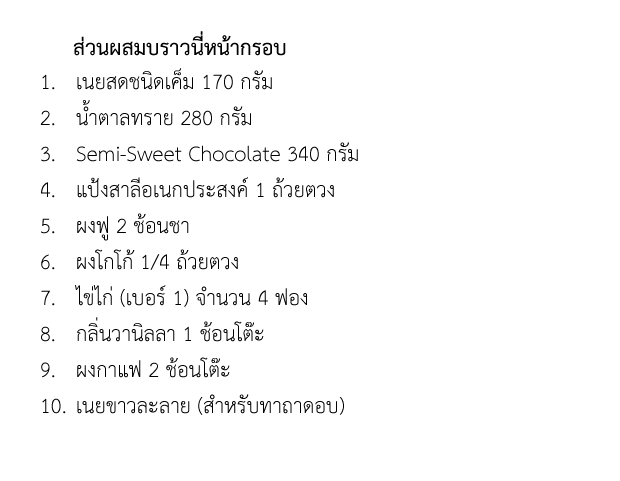 ส่วนผสมบราวนี่หน้ากรอบ
1. เนยสดชนิดเค็ม 170 กรัม
2. น้ำตาลทราย 280 กรัม
3. Semi-Sweet Chocolate 340 กรัม
4. แป้งสาลีอเนกประสงค์ 1 ถ้วยตวง
5. ผงฟู 2 ช้อนชา
6. ผงโกโก้ 1/4 ถ้วยตวง
7. ไข่ไก่ (เบอร์ 1) จำนวน 4 ฟอง
8. กลิ่นวานิลลา 1 ช้อนโต๊ะ
9. ผงกาแฟ 2 ช้อนโต๊ะ
10. เนยขาวละลาย (สำหรับทาถาดอบ)